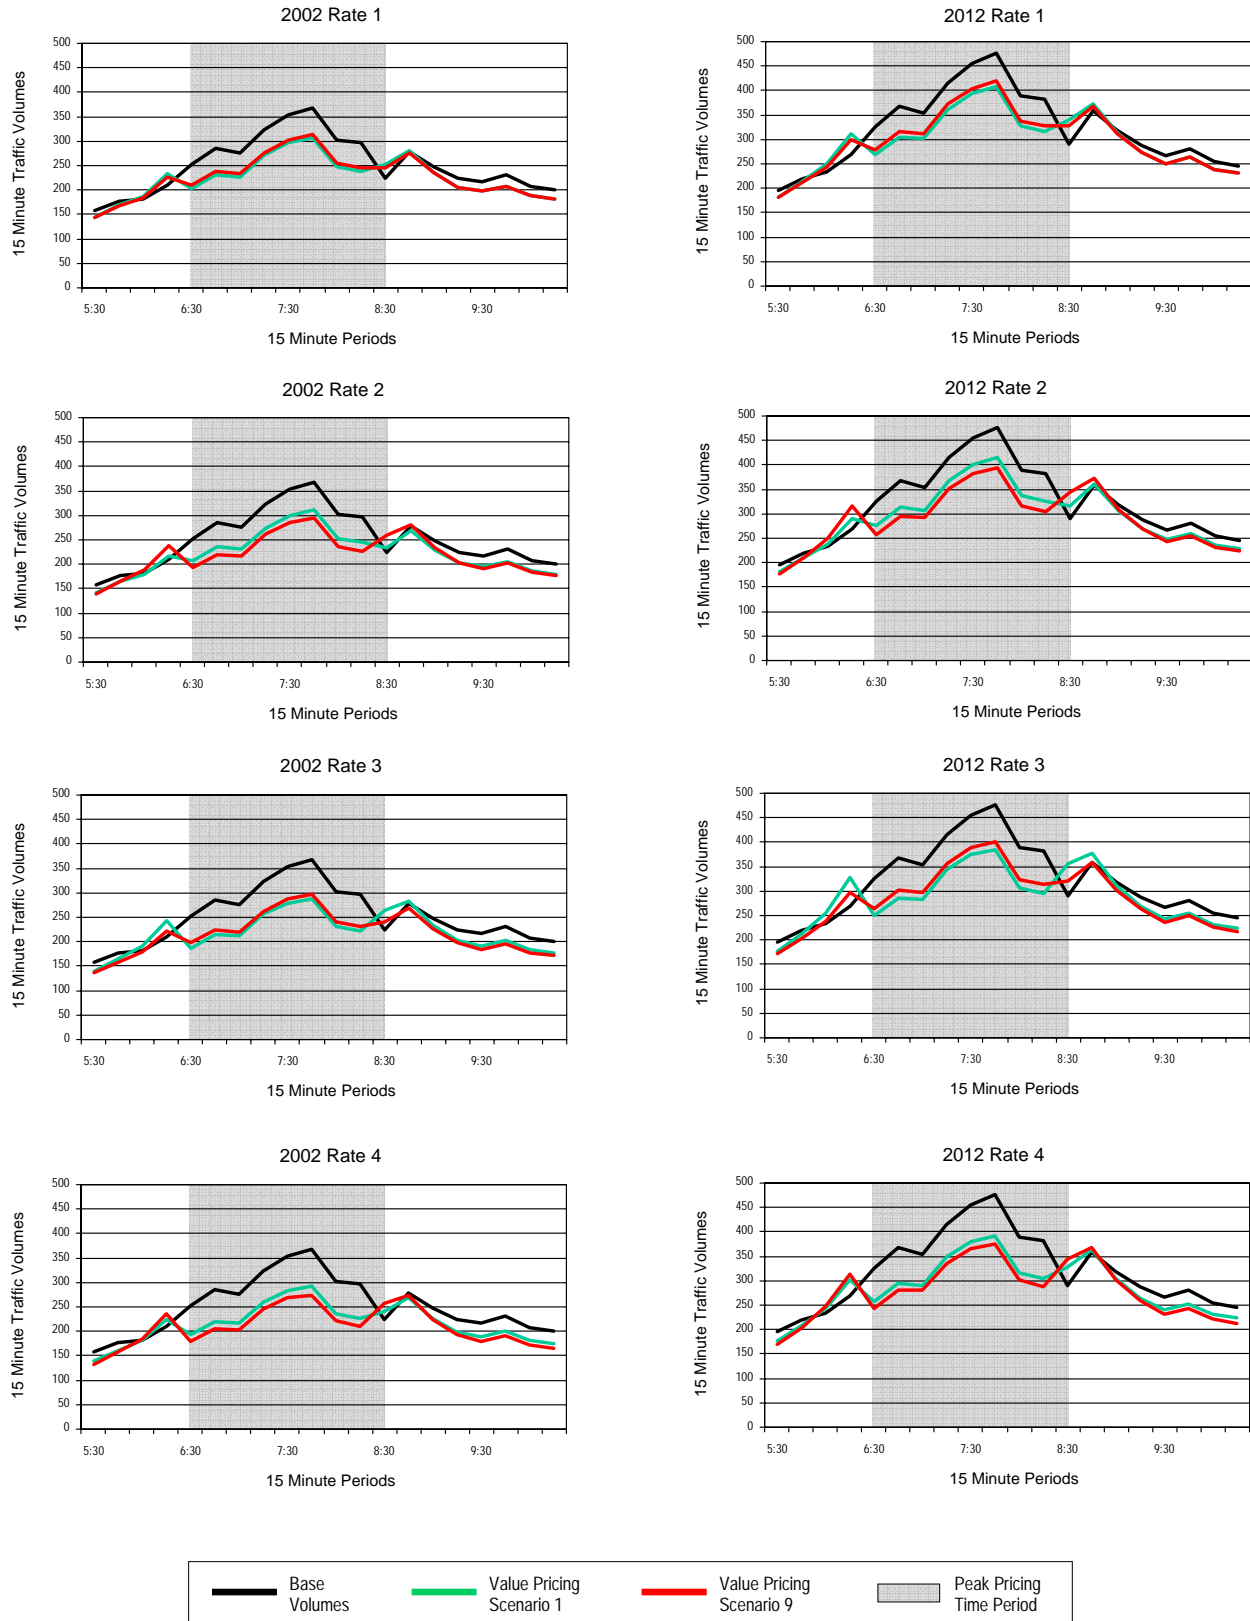 2002 Rate 1
15 Minute Traffic Volumes
500
450
400
350
300
250
200
150
100
50
0
5:30 6:30 7:30 8:30 9:30
15 Minute Periods
2012 Rate 1
15 Minute Traffic Volumes
500
450
400
350
300
250
200
150
100
50
0
5:30 6:30 7:30 8:30 9:30
15 Minute Periods
2002 Rate 2
15 Minute Traffic Volumes
500
450
400
350
300
250
200
150
100
50
0
5:30 6:30 7:30 8:30 9:30
15 Minute Periods
2012 Rate 2
15 Minute Traffic Volumes
500
450
400
350
300
250
200
150
100
50
0
5:30 6:30 7:30 8:30 9:30
15 Minute Periods
2002 Rate 3
15 Minute Traffic Volumes
500
450
400
350
300
250
200
150
100
50
0
5:30 6:30 7:30 8:30 9:30
15 Minute Periods
2012 Rate 3
15 Minute Traffic Volumes
500
450
400
350
300
250
200
150
100
50
0
5:30 6:30 7:30 8:30 9:30
15 Minute Periods
2002 Rate 4
15 Minute Traffic Volumes
500
450
400
350
300
250
200
150
100
50
0
5:30 6:30 7:30 8:30 9:30
15 Minute Periods
2012 Rate 4
15 Minute Traffic Volumes
500
450
400
350
300
250
200
150
100
50
0
5:30 6:30 7:30 8:30 9:30
15 Minute Periods
Base
Volumes
Value Pricing
Scenario 1
Value Pricing
Scenario 9
Peak Pricing
Time Period